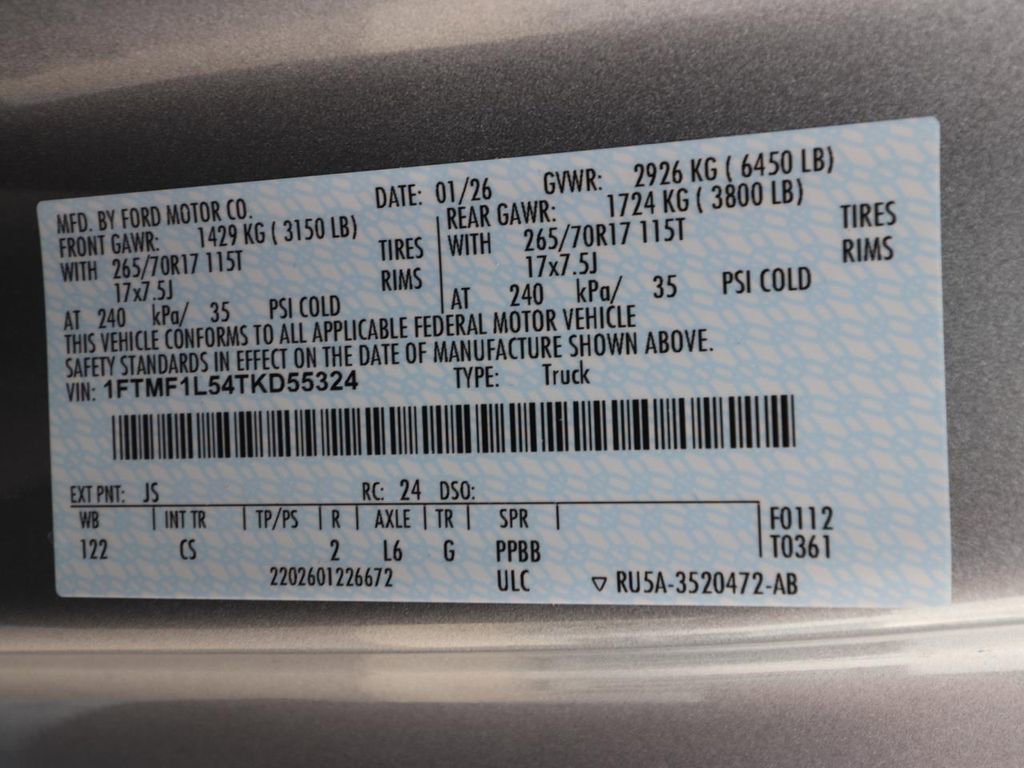 MFD. BY FORD MOTOR CO. DATE: 01/26 GVWR: 2926 KG ( 6450 LB)
FRONT GAWR: 1429 KG ( 3150 LB) REAR GAWR: 1724 KG ( 3800 LB)
WITH 265/70R17 115T TIRES WITH 265/70R17 115T TIRES
17x7.5J RIMS 17x7.5J RIMS
AT 240 kPa/ 35 PSI COLD AT 240 kPa/ 35 PSI COLD
THIS VEHICLE CONFORMS TO ALL APPLICABLE FEDERAL MOTOR VEHICLE
SAFETY STANDARDS IN EFFECT ON THE DATE OF MANUFACTURE SHOWN ABOVE.
VIN: 1FTMF1L54TKD55324 TYPE: Truck
EXT PNT: JS RC: 24 DSO:
WB INT TR TP/PS R AXLE TR SPR F0112
122 CS 2 L6 G PPBB T0361
2202601226672 ULC ▽ RU5A-3520472-AB